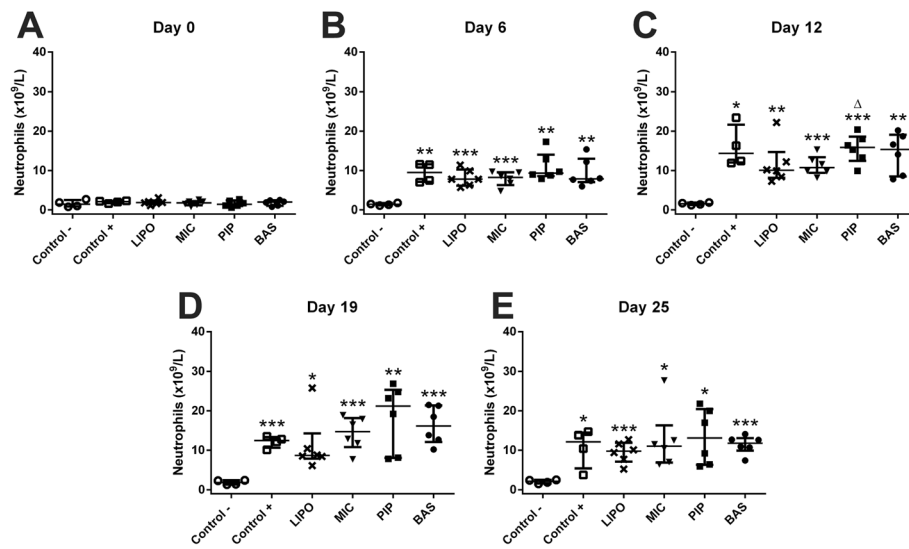 A
Day 0
Neutrophils (x10⁹/L)
40
30
20
10
0
Control -
Control +
LIPO
MIC
PIP
BAS
B
Day 6
Neutrophils (x10⁹/L)
40
30
20
10
0
**
***
***
**
**
Control -
Control +
LIPO
MIC
PIP
BAS
C
Day 12
Neutrophils (x10⁹/L)
40
30
20
10
0
*
**
***
Δ
***
**
Control -
Control +
LIPO
MIC
PIP
BAS
D
Day 19
Neutrophils (x10⁹/L)
40
30
20
10
0
***
*
***
**
***
Control -
Control +
LIPO
MIC
PIP
BAS
E
Day 25
Neutrophils (x10⁹/L)
40
30
20
10
0
*
***
*
*
***
Control -
Control +
LIPO
MIC
PIP
BAS